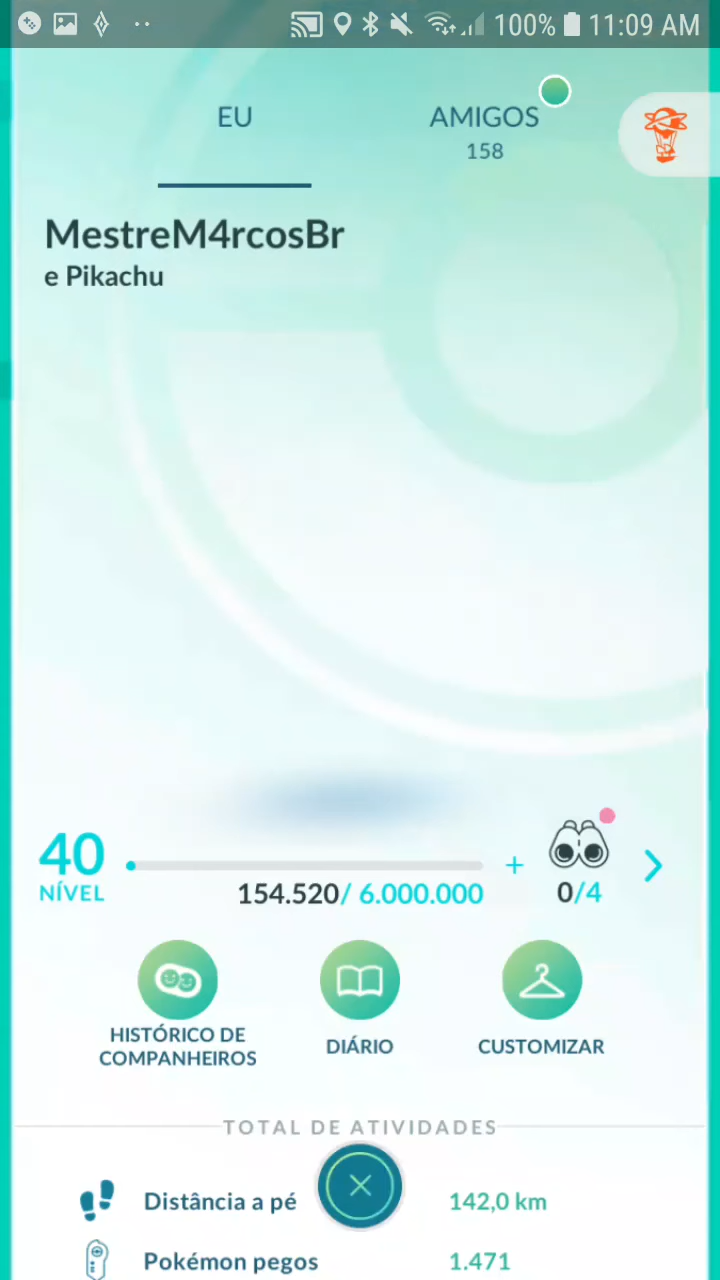 100% 11:09 AM
EU
AMIGOS
158
MestreM4rcosBr
e Pikachu
40
NÍVEL
154.520/ 6.000.000
+
0/4
HISTÓRICO DE
COMPANHEIROS
DIÁRIO
CUSTOMIZAR
TOTAL DE ATIVIDADES
Distância a pé 142,0 km
Pokémon pegos 1.471